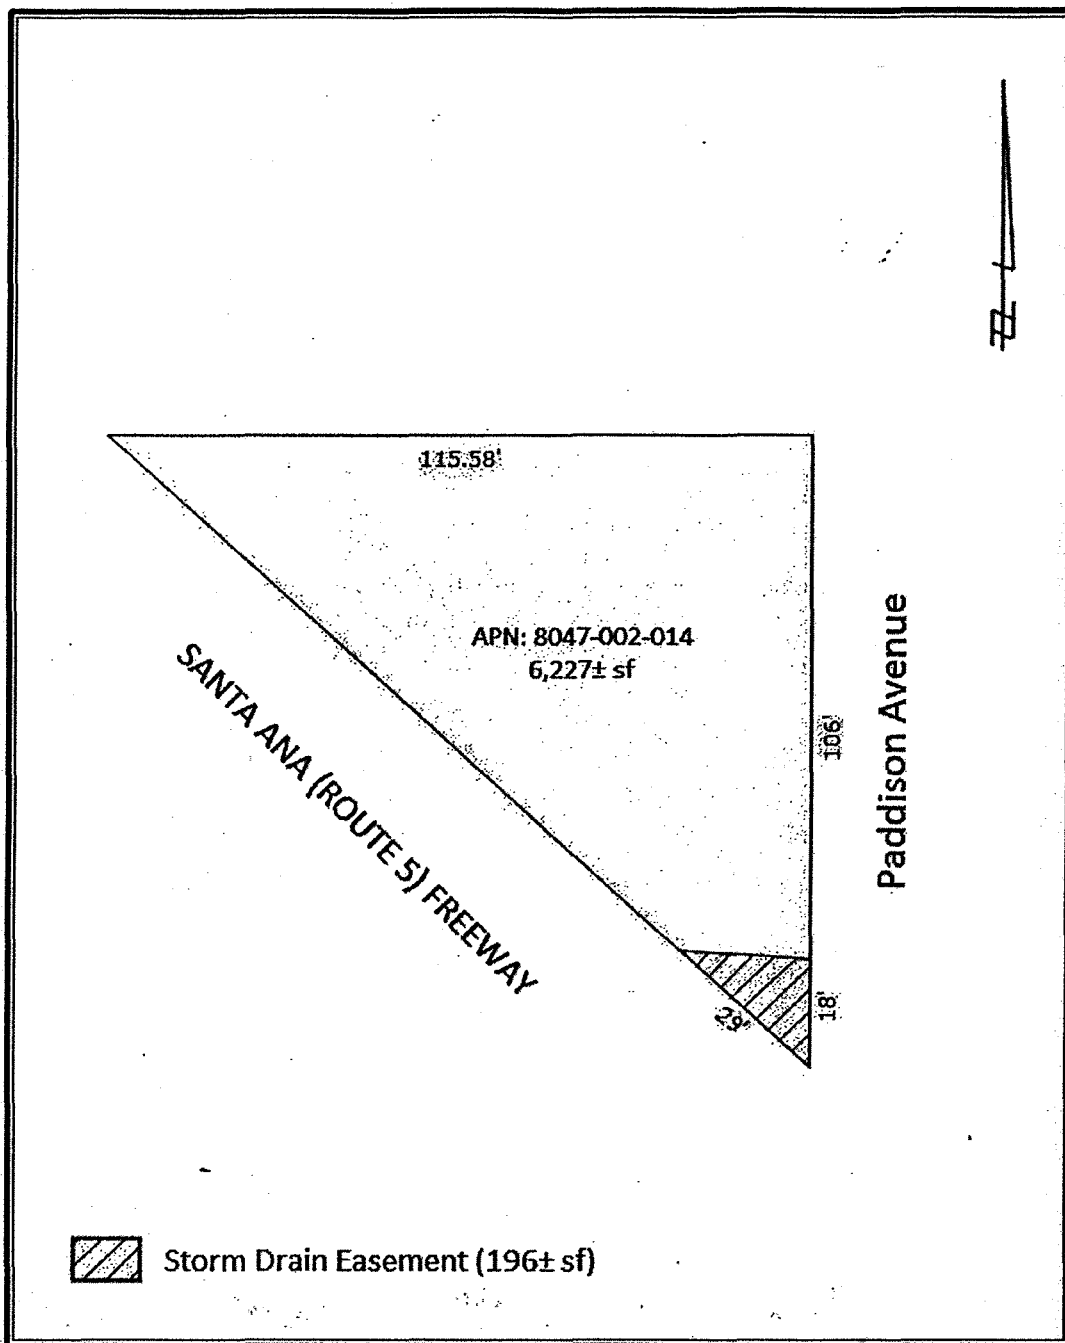 115.58'
APN: 8047-002-014
6,227± sf
SANTA ANA (ROUTE 5) FREEWAY
Paddison Avenue
106'
18'
29'
Storm Drain Easement (196± sf)